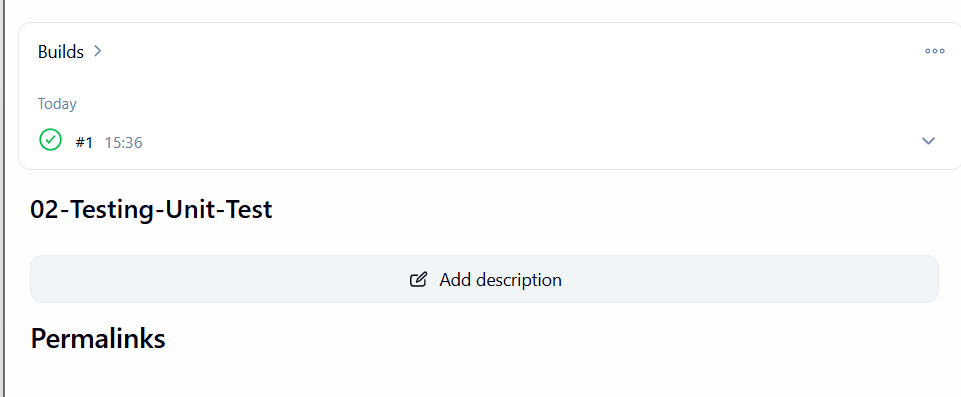 Builds
Today
#1 15:36
02-Testing-Unit-Test
Add description
Permalinks